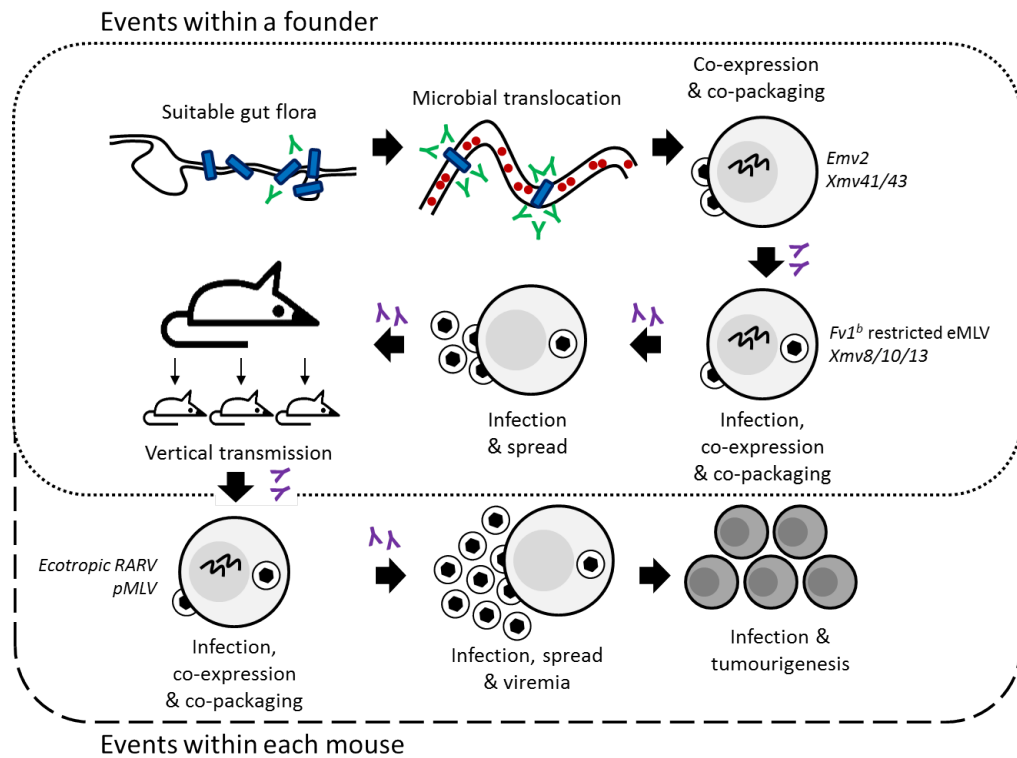 Events within a founder
Suitable gut flora
Microbial translocation
Co-expression
& co-packaging
Emv2
Xmv41/43
Fv1ᵇ restricted eMLV
Xmv8/10/13
Infection,
co-expression
& co-packaging
Infection
& spread
Vertical transmission
Ecotropic RARV
pMLV
Infection,
co-expression
& co-packaging
Infection, spread
& viremia
Infection &
tumourigenesis
Events within each mouse